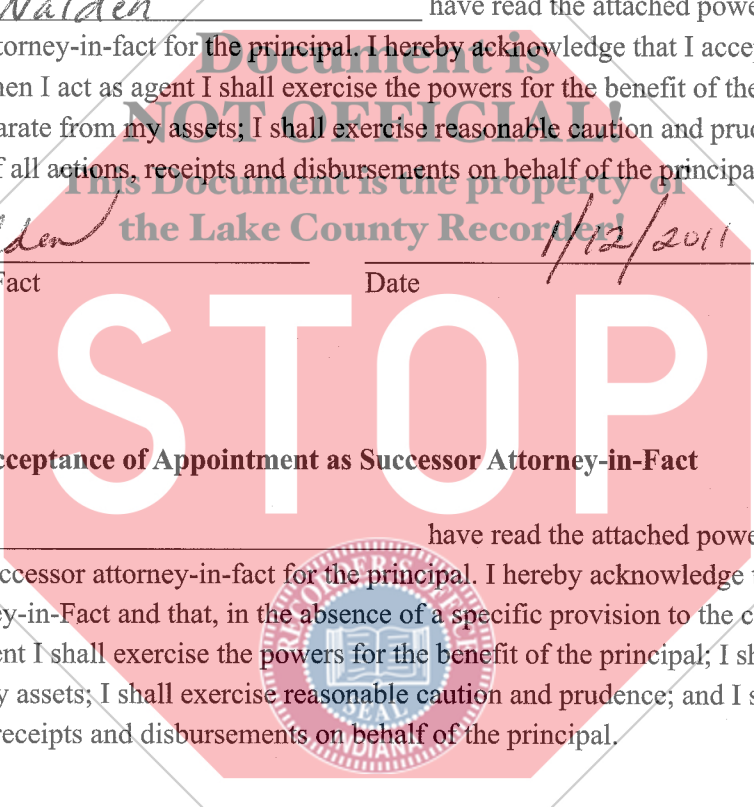 Walden have read the attached powe
torney-in-fact for the principal. I hereby acknowledge that I accep
Document is
en I act as agent I shall exercise the powers for the benefit of the
NOT OFFICIAL!
arate from my assets; I shall exercise reasonable caution and prud
f all actions, receipts and disbursements on behalf of the principa
This Document is the property of
the Lake County Recorder!
lden 1/12/2011
Fact Date
STOP
cceptance of Appointment as Successor Attorney-in-Fact
have read the attached powe
ccessor attorney-in-fact for the principal. I hereby acknowledge t
ey-in-Fact and that, in the absence of a specific provision to the c
ent I shall exercise the powers for the benefit of the principal; I sh
y assets; I shall exercise reasonable caution and prudence; and I s
receipts and disbursements on behalf of the principal.
SEAL
INDIANA